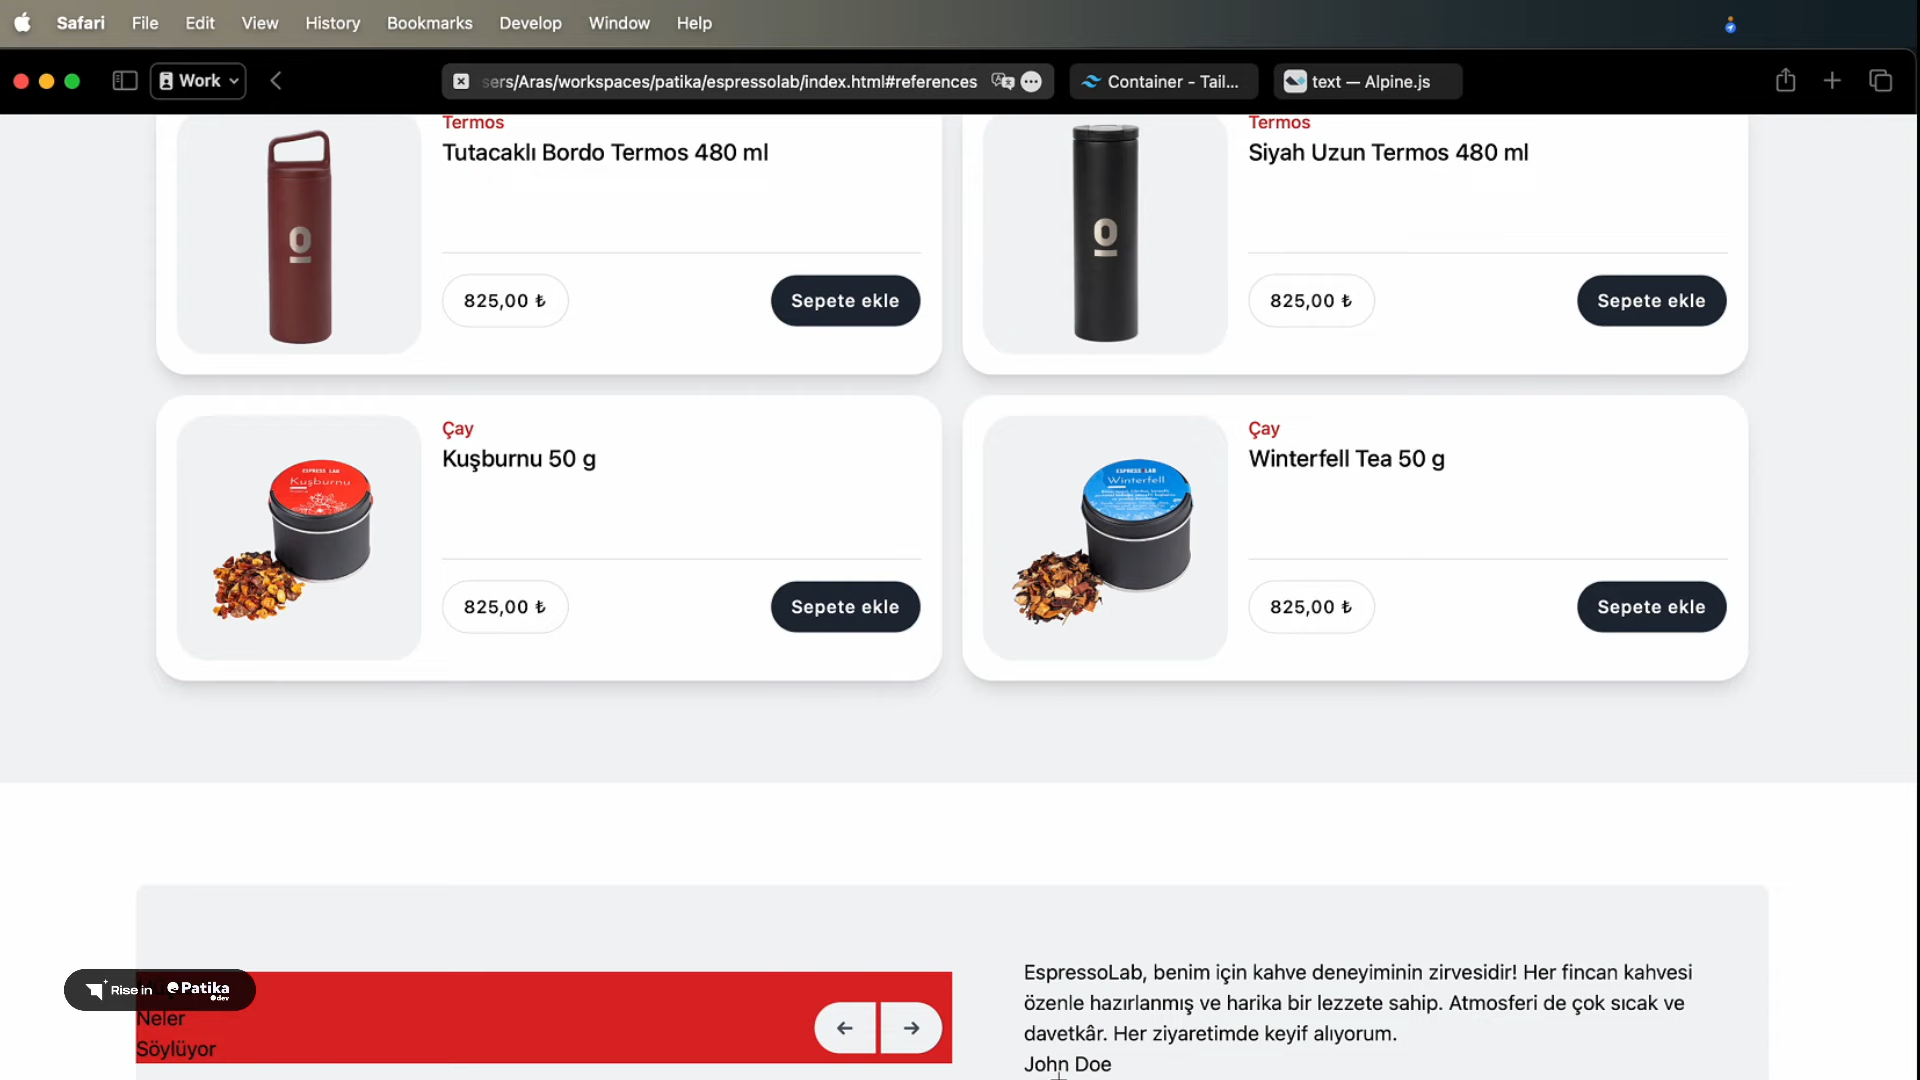 Safari File Edit View History Bookmarks Develop Window Help
Work
sers/Aras/workspaces/patika/espressolab/index.html#references
Container - Tail...
text — Alpine.js
Termos
Tutacaklı Bordo Termos 480 ml
825,00 ₺
Sepete ekle
Termos
Siyah Uzun Termos 480 ml
825,00 ₺
Sepete ekle
Çay
Kuşburnu 50 g
825,00 ₺
Sepete ekle
ESPRESSOLAB
Kuşburnu
Çay
Winterfell Tea 50 g
825,00 ₺
Sepete ekle
ESPRESSOLAB
Winterfell
Rise in
Patika
dev
Neler
Söylüyor
EspressoLab, benim için kahve deneyiminin zirvesidir! Her fincan kahvesi
özenle hazırlanmış ve harika bir lezzete sahip. Atmosferi de çok sıcak ve
davetkâr. Her ziyaretimde keyif alıyorum.
John Doe